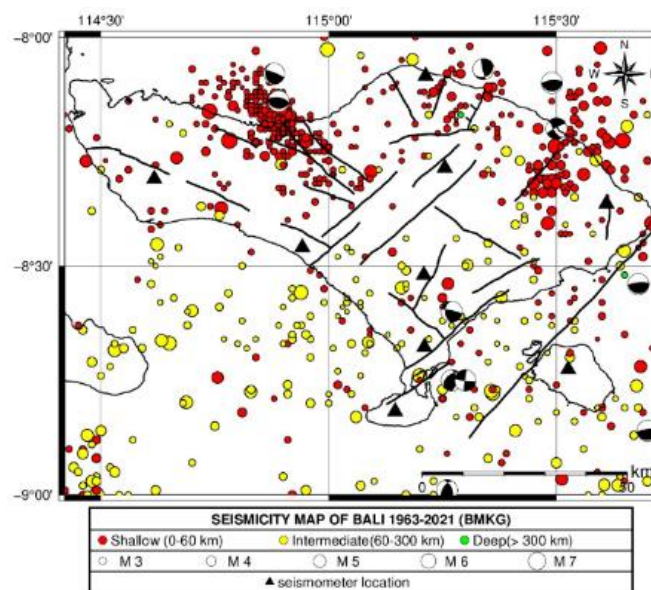 114°30' 115°00' 115°30'
-8°00'
N
W
S
-8°30'
km
0 50
-9°00'
SEISMICITY MAP OF BALI 1963-2021 (BMKG)
Shallow (0-60 km) Intermediate(60-300 km) Deep(> 300 km)
M 3 M 4 M 5 M 6 M 7
seismometer location